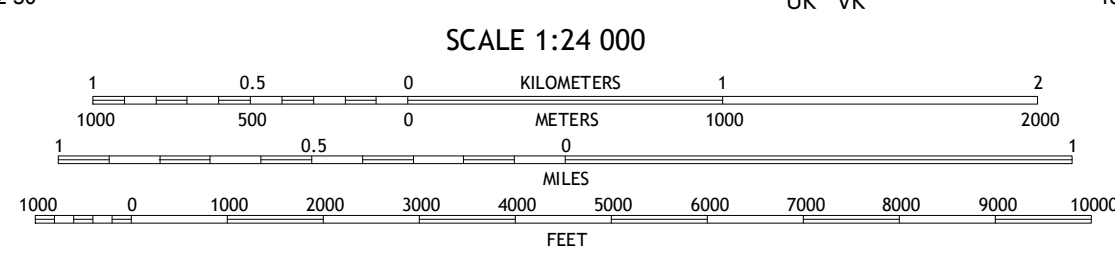 SCALE 1:24 000
1 0.5 0 KILOMETERS 1 2
1000 500 0 METERS 1000 2000
1 0.5 0 1
MILES
1000 0 1000 2000 3000 4000 5000 6000 7000 8000 9000 10000
FEET